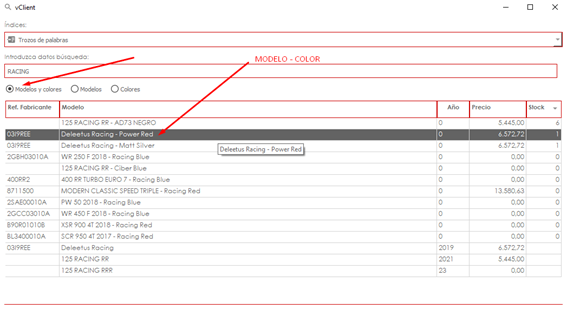 vClient
Índices:
Trozos de palabras
Introduzca datos búsqueda:
MODELO - COLOR
RACING
Modelos y colores Modelos Colores
Ref. Fabricante Modelo Año Precio Stock
125 RACING RR - AD73 NEGRO 0 5.445,00 6
03I9REE Deleetus Racing - Power Red 0 6.572,72 1
03I9REE Deleetus Racing - Matt Silver 0 6.572,72 1
Deleetus Racing - Power Red
2GBH03010A WR 250 F 2018 - Racing Blue 0 0,00 0
125 RACING RR - Ciber Blue 0 0,00 0
400RR2 400 RR TURBO EURO 7 - Racing Blue 0 0,00 0
8711500 MODERN CLASSIC SPEED TRIPLE - Racing Red 0 13.580,63 0
2SAE00010A PW 50 2018 - Racing Blue 0 0,00 0
2GCC03010A WR 450 F 2018 - Racing Blue 0 0,00 0
B90R01010B XSR 900 4T 2018 - Racing Red 0 0,00 0
BL3400010A SCR 950 4T 2017 - Racing Red 0 0,00 0
03I9REE Deleetus Racing 2019 6.572,72
125 RACING RR 2021 5.445,00
125 RACING RRR 23 0,00